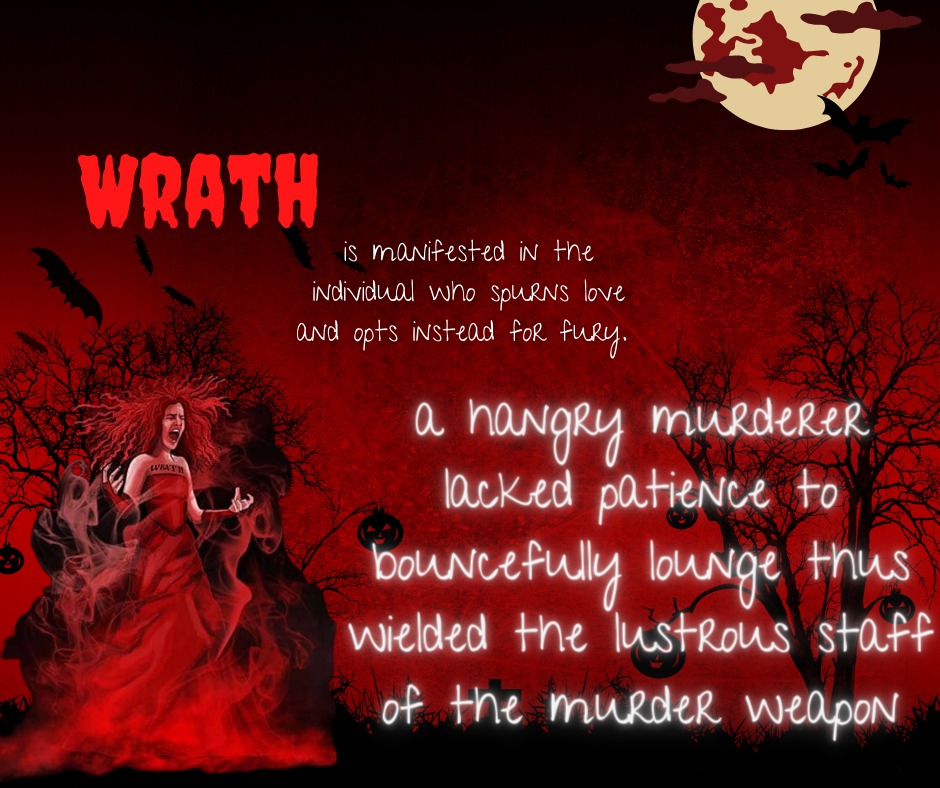 WRATH
is manifested in the
individual who spurns love
and opts instead for fury.
a hangry murderer
lacked patience to
bouncefully lounge thus
wielded the lustrous staff
of the murder weapon
WRATH